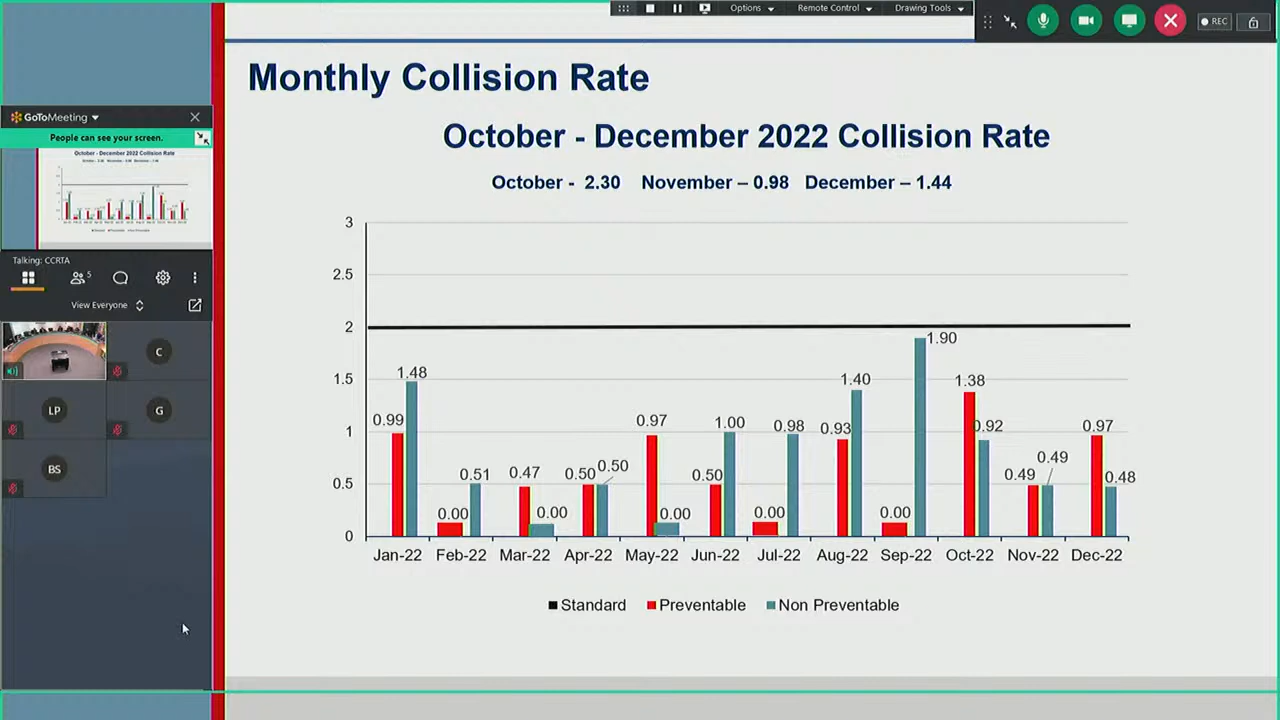 Options
Remote Control
Drawing Tools
REC
Monthly Collision Rate
October - December 2022 Collision Rate
October - 2.30 November – 0.98 December – 1.44
GoToMeeting
People can see your screen.
October - December 2022 Collision Rate
Talking: CCRTA
5
View Everyone
C
LP
G
BS
3
2.5
2
1.5
1
0.5
0
0.99
1.48
0.00
0.51
0.47
0.00
0.50
0.50
0.97
0.00
0.50
1.00
0.00
0.98
0.93
1.40
0.00
1.90
1.38
0.92
0.49
0.49
0.97
0.48
Jan-22 Feb-22 Mar-22 Apr-22 May-22 Jun-22 Jul-22 Aug-22 Sep-22 Oct-22 Nov-22 Dec-22
Standard Preventable Non Preventable